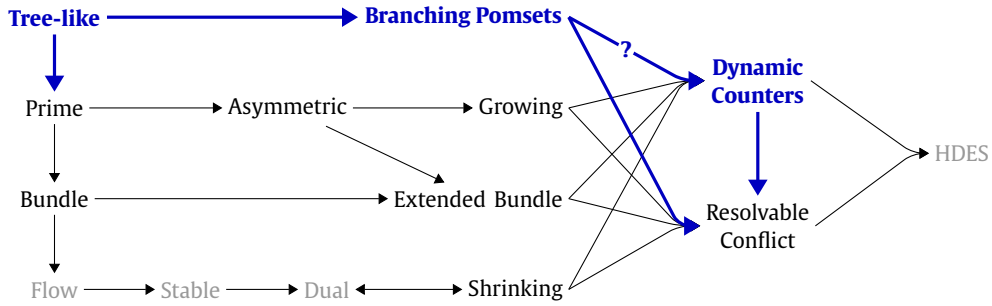 Tree-like
Branching Pomsets
?
Dynamic
Counters
Prime
Asymmetric
Growing
HDES
Bundle
Extended Bundle
Resolvable
Conflict
Flow
Stable
Dual
Shrinking